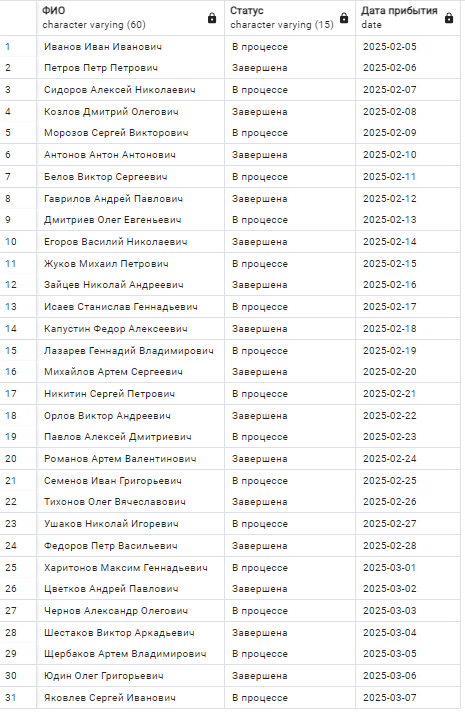 ФИО Статус Дата прибытия
character varying (60) character varying (15) date
1 Иванов Иван Иванович В процессе 2025-02-05
2 Петров Петр Петрович Завершена 2025-02-06
3 Сидоров Алексей Николаевич В процессе 2025-02-07
4 Козлов Дмитрий Олегович Завершена 2025-02-08
5 Морозов Сергей Викторович В процессе 2025-02-09
6 Антонов Антон Антонович Завершена 2025-02-10
7 Белов Виктор Сергеевич В процессе 2025-02-11
8 Гаврилов Андрей Павлович Завершена 2025-02-12
9 Дмитриев Олег Евгеньевич В процессе 2025-02-13
10 Егоров Василий Николаевич Завершена 2025-02-14
11 Жуков Михаил Петрович В процессе 2025-02-15
12 Зайцев Николай Андреевич Завершена 2025-02-16
13 Исаев Станислав Геннадьевич В процессе 2025-02-17
14 Капустин Федор Алексеевич Завершена 2025-02-18
15 Лазарев Геннадий Владимирович В процессе 2025-02-19
16 Михайлов Артем Сергеевич Завершена 2025-02-20
17 Никитин Сергей Петрович В процессе 2025-02-21
18 Орлов Виктор Андреевич Завершена 2025-02-22
19 Павлов Алексей Дмитриевич В процессе 2025-02-23
20 Романов Артем Валентинович Завершена 2025-02-24
21 Семенов Иван Григорьевич В процессе 2025-02-25
22 Тихонов Олег Вячеславович Завершена 2025-02-26
23 Ушаков Николай Игоревич В процессе 2025-02-27
24 Федоров Петр Васильевич Завершена 2025-02-28
25 Харитонов Максим Геннадьевич В процессе 2025-03-01
26 Цветков Андрей Павлович Завершена 2025-03-02
27 Чернов Александр Олегович В процессе 2025-03-03
28 Шестаков Виктор Аркадьевич Завершена 2025-03-04
29 Щербаков Артем Владимирович В процессе 2025-03-05
30 Юдин Олег Григорьевич Завершена 2025-03-06
31 Яковлев Сергей Иванович В процессе 2025-03-07